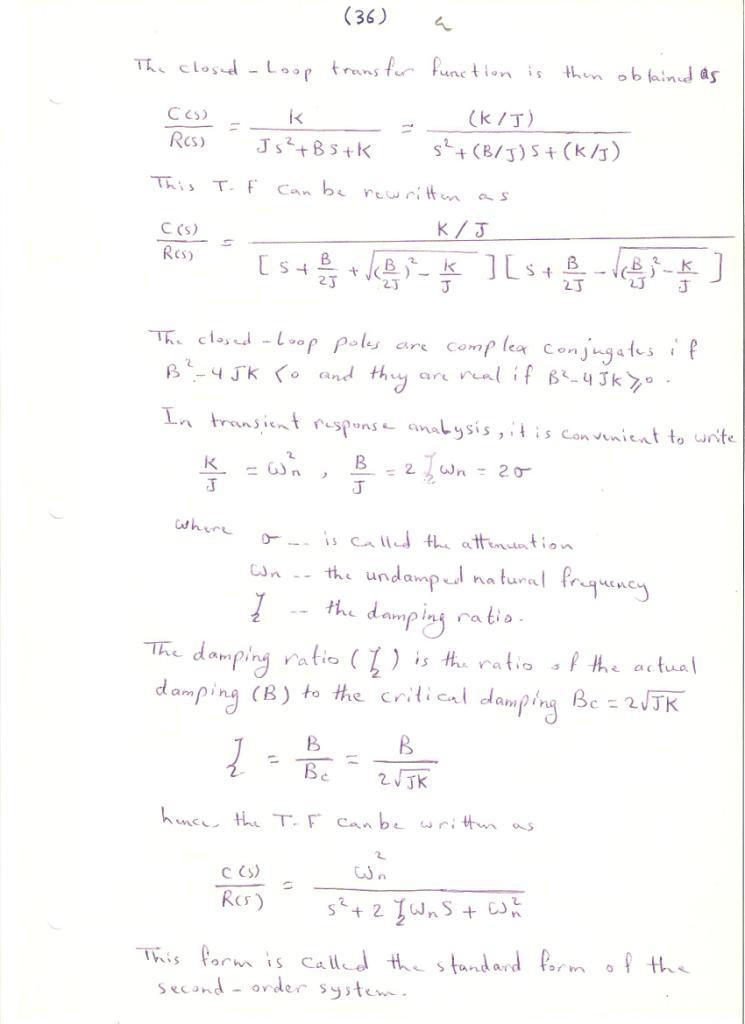 (36) a
The closed-Loop transfer function is then obtained as
C(s)/R(s) = K/(Js²+Bs+K) = (K/J)/(s²+(B/J)s+(K/J))
This T.F can be rewritten as
C(s)/R(s) = K/J / [s + B/2J + √((B/2J)² - K/J)][s + B/2J - √((B/2J)² - K/J)]
The closed-loop poles are complex conjugates if
B²-4JK <0 and they are real if B²-4JK ≥0.
In transient response analysis, it is convenient to write
K/J = ωn², B/J = 2ζωn = 2σ
where σ -- is called the attenuation
ωn -- the undamped natural frequency
ζ -- the damping ratio.
The damping ratio (ζ) is the ratio of the actual
damping (B) to the critical damping Bc = 2√JK
ζ = B/Bc = B/2√JK
hence the T.F can be written as
C(s)/R(s) = ωn²/(s²+2ζωns+ωn²)
This form is called the standard form of the
second-order system.